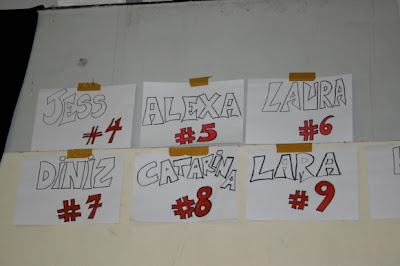 JESS
#4
ALEXA
#5
LAURA
#6
DINIZ
#7
CATARINA
#8
LARA
#9